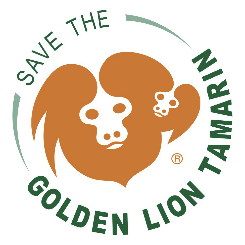 SAVE THE
GOLDEN LION TAMARIN
®